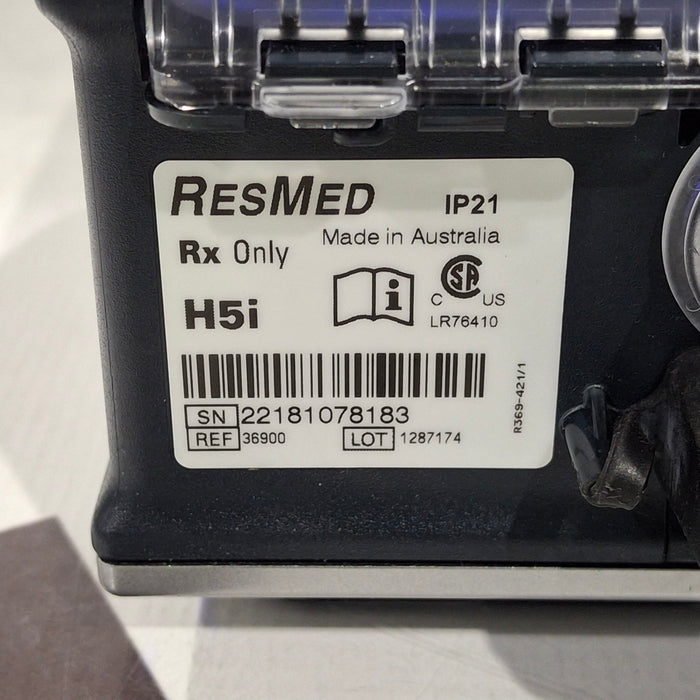 RESMED
IP21
Made in Australia
Rx Only
H5i
i
CSA
C US
LR76410
SN 22181078183
REF 36900 LOT 1287174
R369-421/1